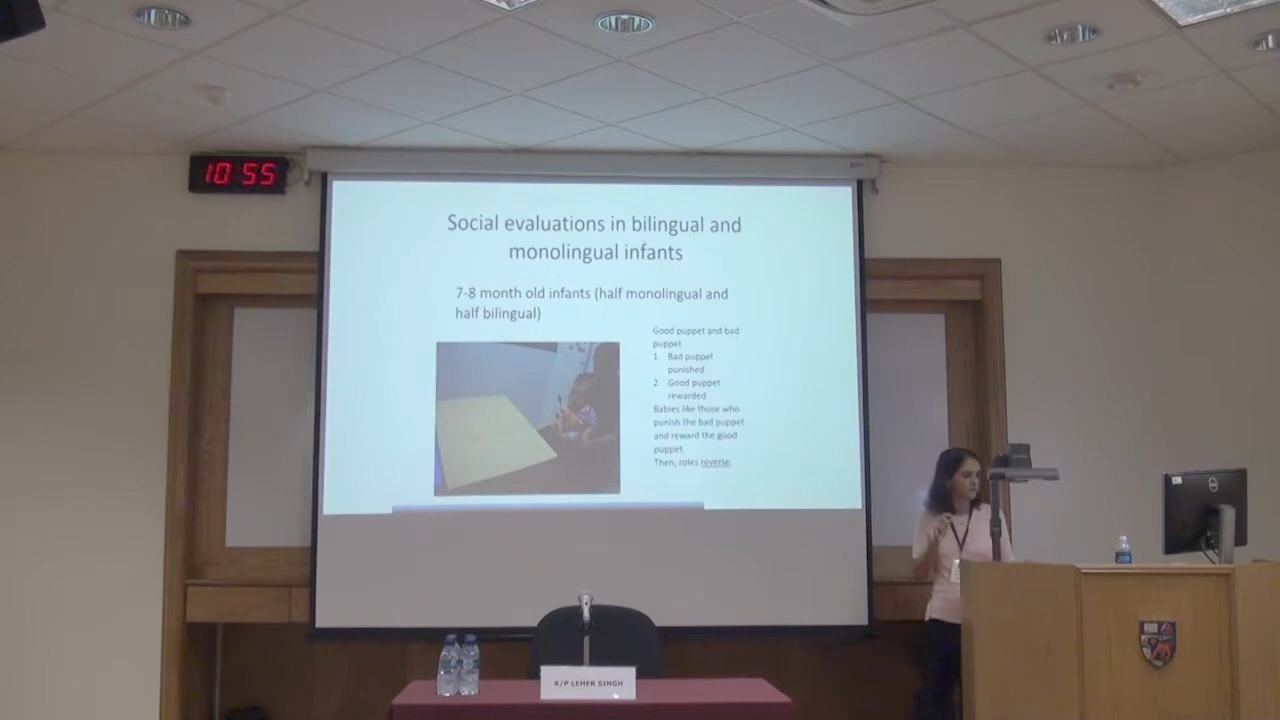 10 55
Social evaluations in bilingual and
monolingual infants
7-8 month old infants (half monolingual and
half bilingual)
Good puppet and bad
puppet
1. Bad puppet
punished
2. Good puppet
rewarded
Babies like those who
punish the bad puppet
and reward the good
puppet
Then, roles reverse.
A/P LEHER SINGH